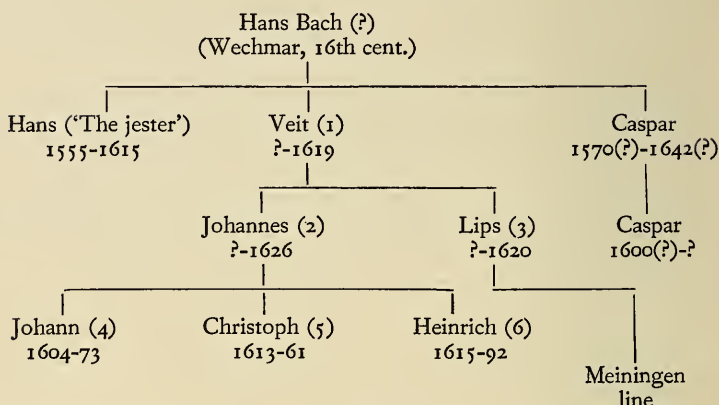 Hans Bach (?)
(Wechmar, 16th cent.)
Hans ('The jester')
1555-1615
Veit (1)
?-1619
Caspar
1570(?)-1642(?)
Johannes (2)
?-1626
Lips (3)
?-1620
Caspar
1600(?)-?
Johann (4)
1604-73
Christoph (5)
1613-61
Heinrich (6)
1615-92
Meiningen
line